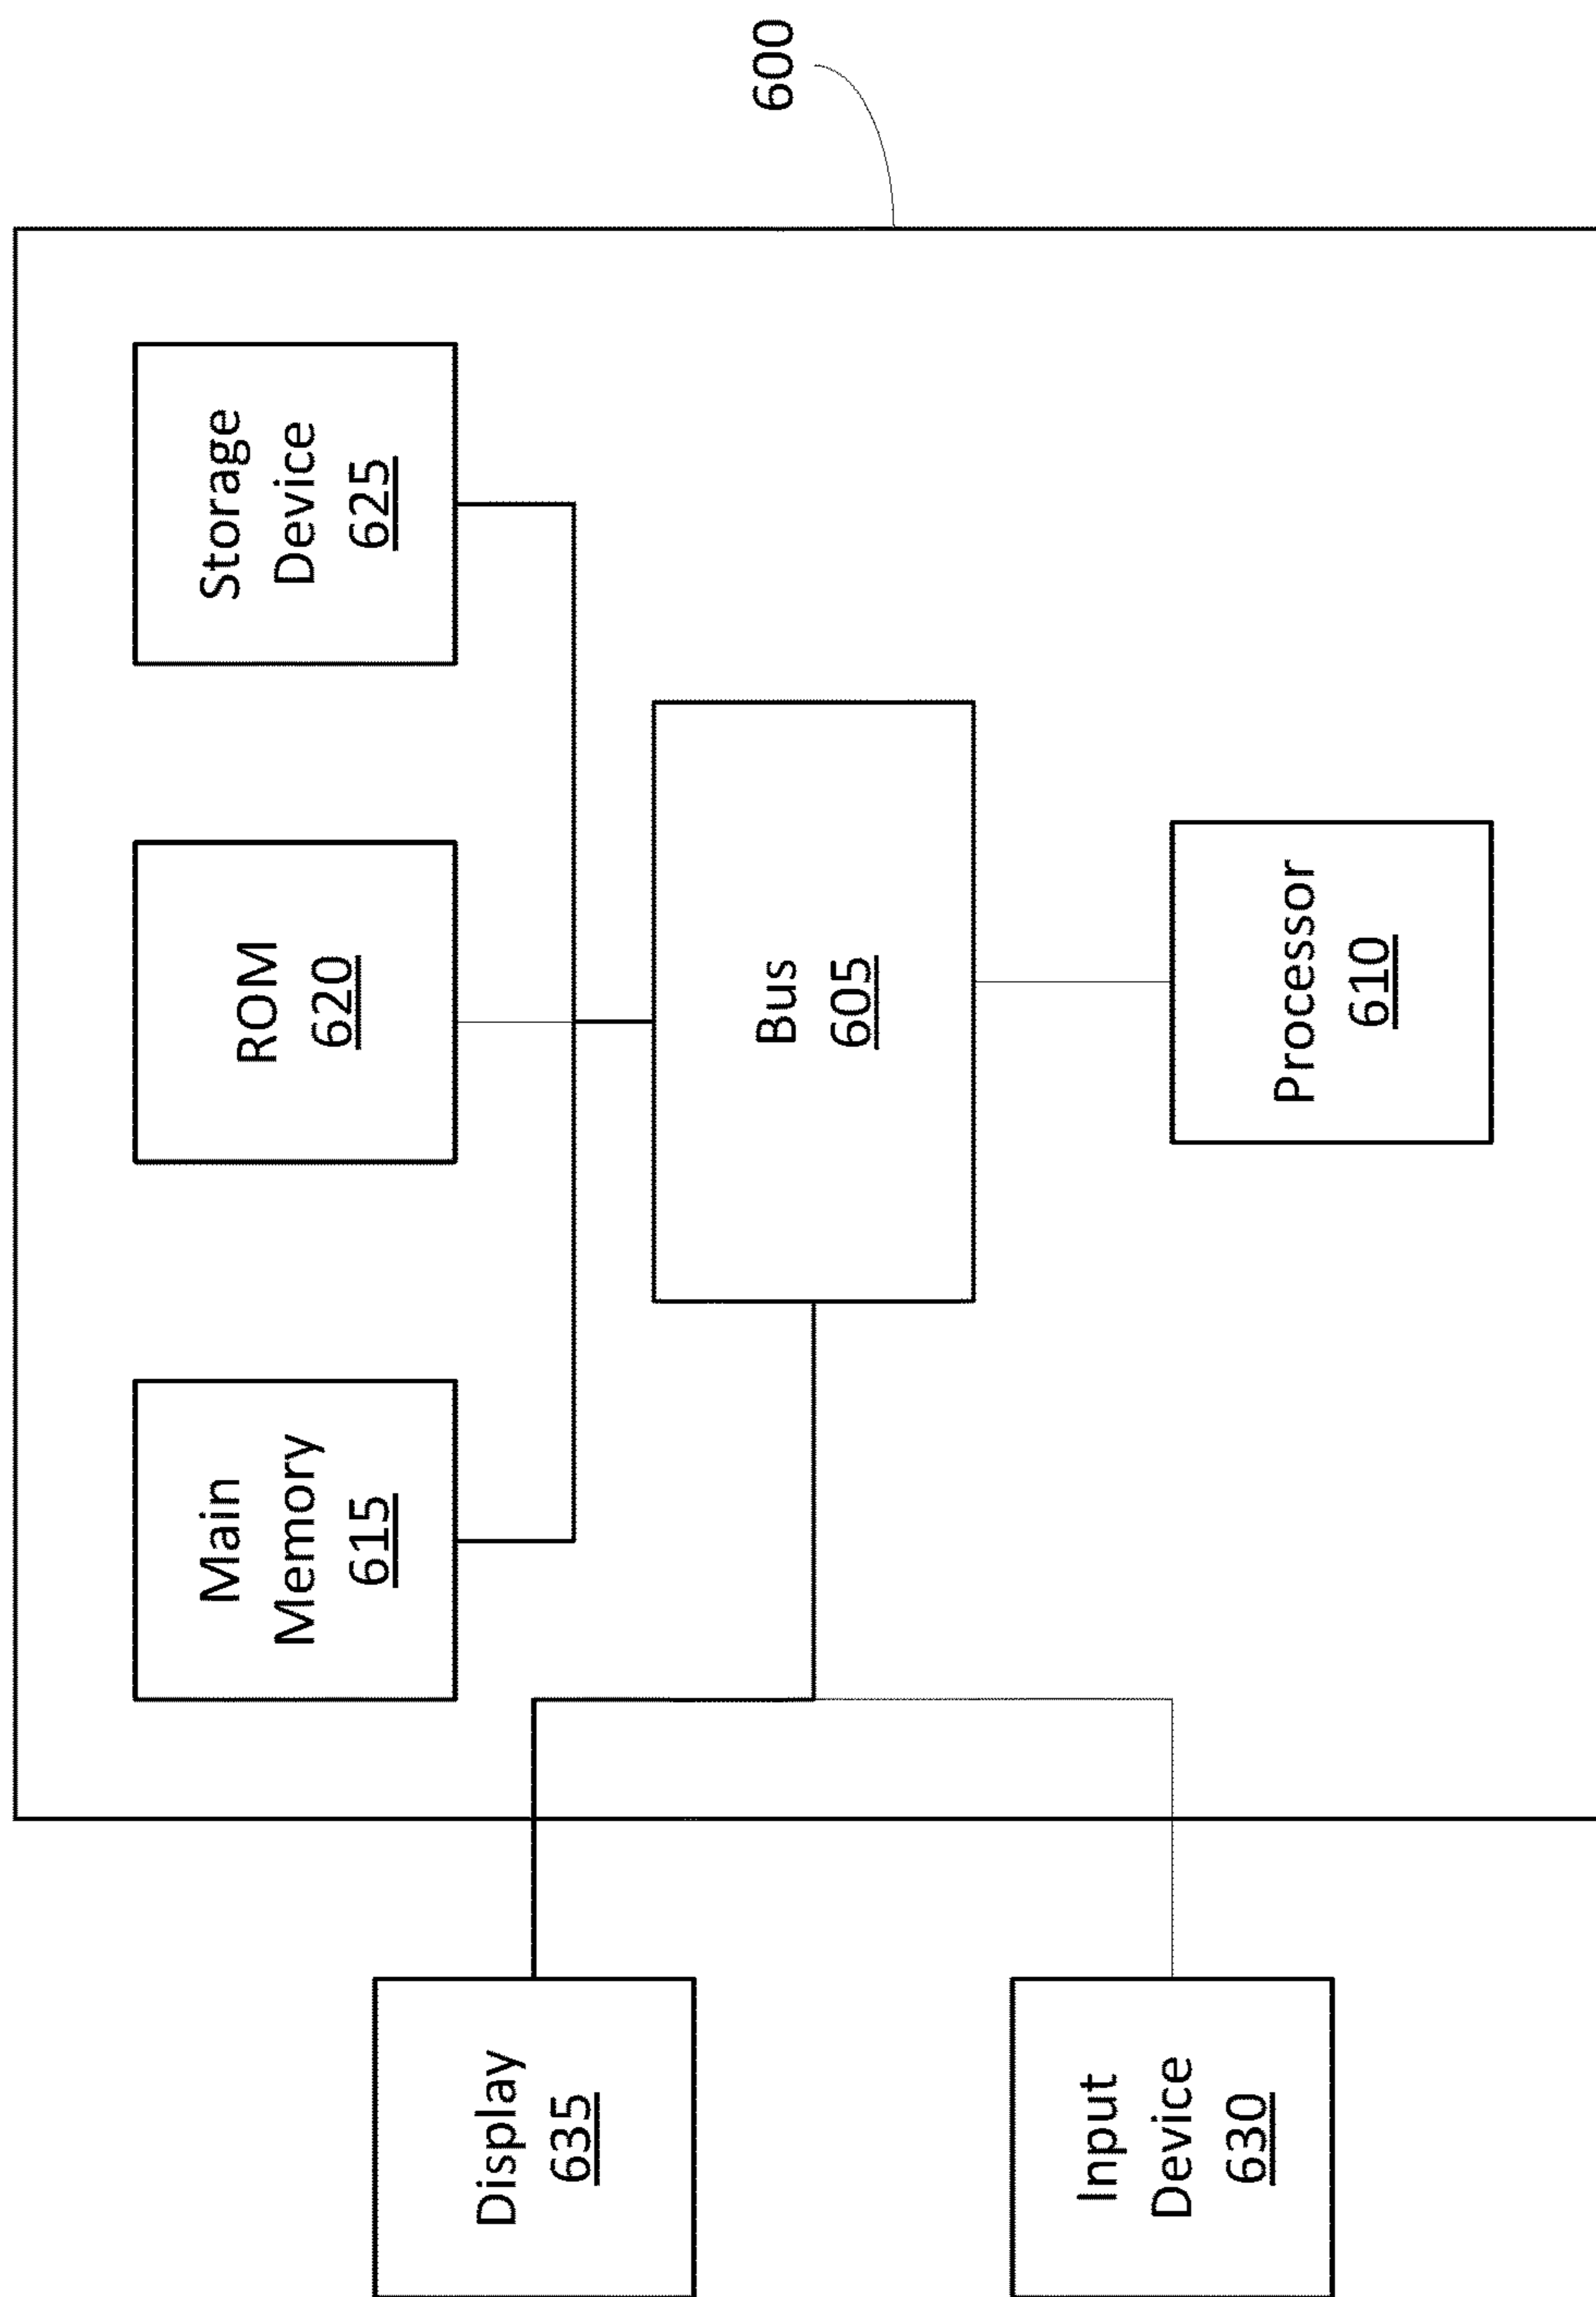 600
Main
Memory
615
ROM
620
Storage
Device
625
Display
635
Bus
605
Input
Device
630
Processor
610